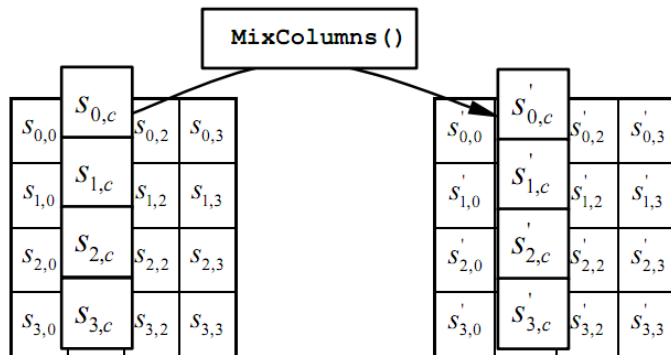 MixColumns()
s0,0 s0,c s0,2 s0,3 s'0,0 s'0,c s'0,2 s'0,3
s1,0 s1,c s1,2 s1,3 s'1,0 s'1,c s'1,2 s'1,3
s2,0 s2,c s2,2 s2,3 s'2,0 s'2,c s'2,2 s'2,3
s3,0 s3,c s3,2 s3,3 s'3,0 s'3,c s'3,2 s'3,3